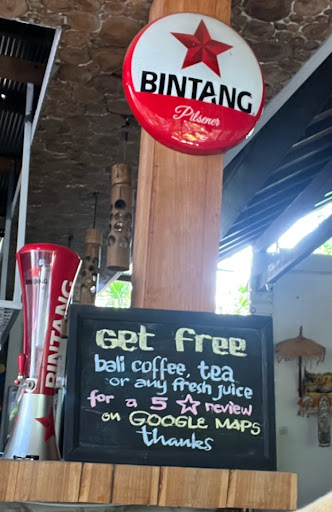 BINTANG
Pilsener
BINTANG
BINTANG
Get free
bali coffee, tea
or any fresh juice
for a 5 ☆ review
on GOOGLE MAPS
thanks